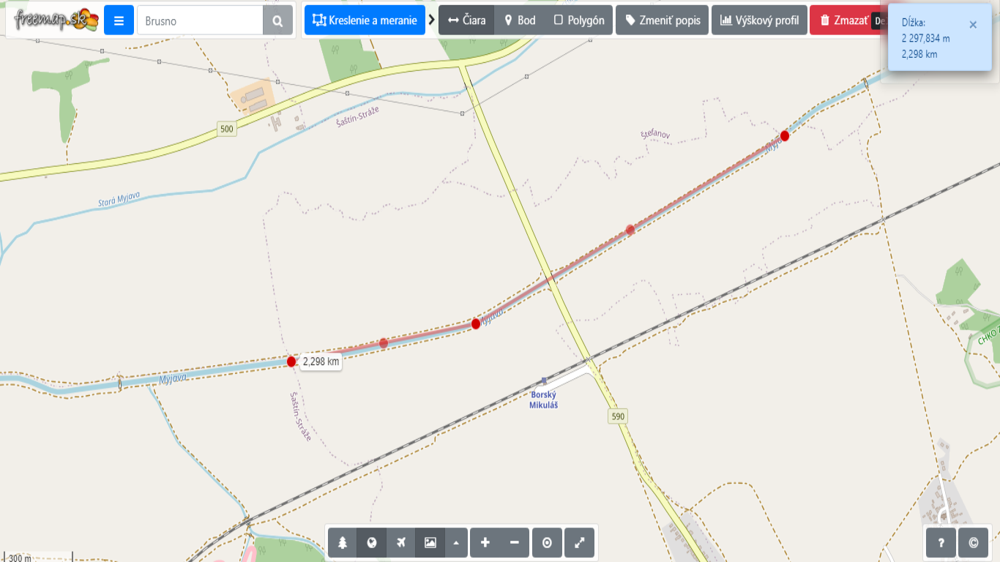 freemap.sk
Brusno
Kreslenie a meranie
Čiara
Bod
Polygón
Zmeniť popis
Výškový profil
Zmazať
De
Dĺžka:
2 297,834 m
2,298 km
×
Šaštín-Stráže
500
Štefanov
Myja
Stará Myjava
Myjava
2,298 km
Myjava
Šaštín-Stráže
Borský
Mikuláš
590
CHKO Z
300 m
?
©